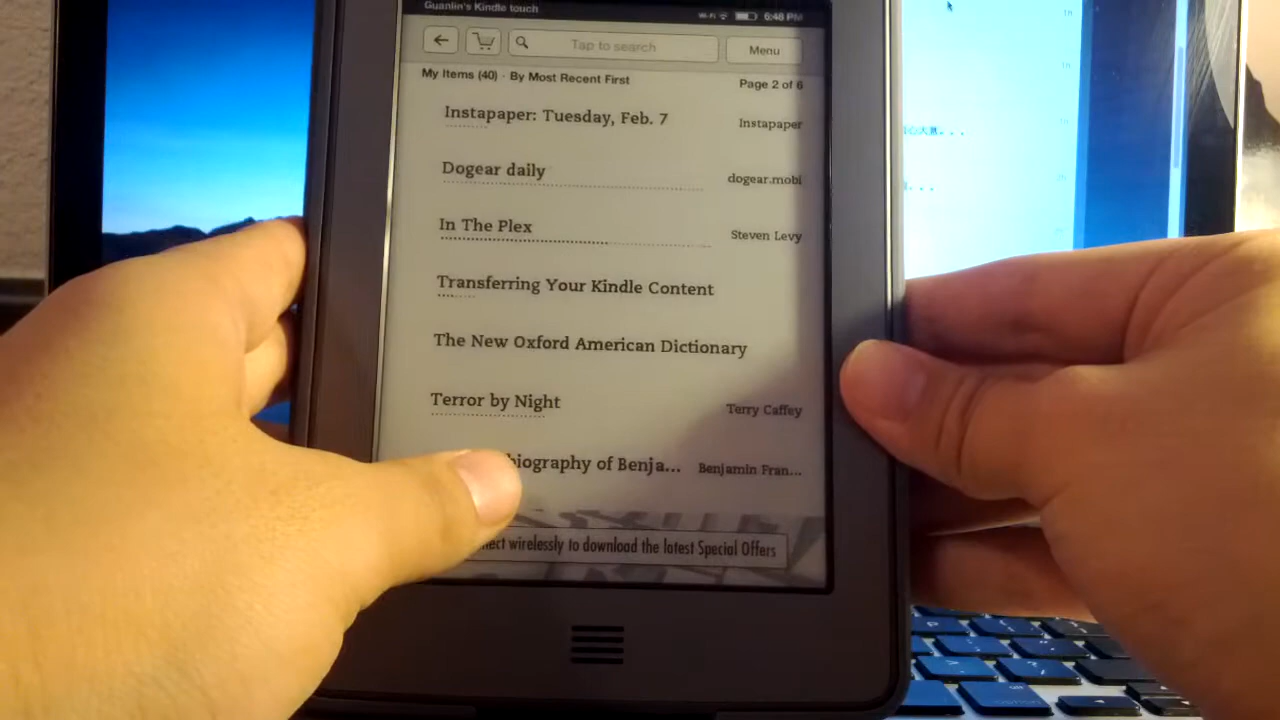 Guanlin's Kindle touch
Wi-Fi 6:46 PM
Tap to search
Menu
My Items (40) · By Most Recent First
Page 2 of 6
Instapaper: Tuesday, Feb. 7
Instapaper
Dogear daily
dogear.mobi
In The Plex
Steven Levy
Transferring Your Kindle Content
The New Oxford American Dictionary
Terror by Night
Terry Caffey
of Benja...
Benjamin Fran...
wirelessly to download the latest Special Offers